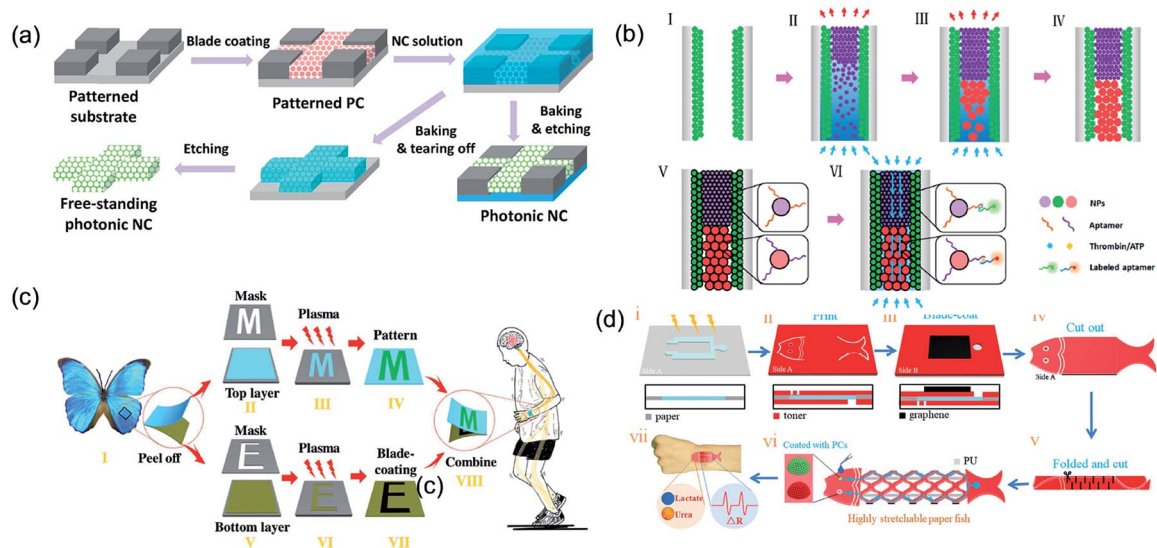 (a)
Blade coating
NC solution
Patterned
substrate
Patterned PC
Baking
& etching
Baking
& tearing off
Etching
Free-standing
photonic NC
Photonic NC
(b)
I
II
III
IV
V
VI
NPs
Aptamer
Thrombin/ATP
Labeled aptamer
(c)
Mask
M
Plasma
M
Pattern
M
Top layer
II
III
IV
I
Peel off
Mask
E
Plasma
E
Blade-
coating
E
(c)
M
Combine
VIII
Bottom layer
V
VI
VII
(d)
i
ii
Print
iii
Blade-coat
iv
Cut out
Side A
Side A
Side B
Side A
paper
toner
graphene
vii
vi
Coated with PCs
PU
v
Folded and cut
Lactate
Urea
ΔR
Highly stretchable paper fish